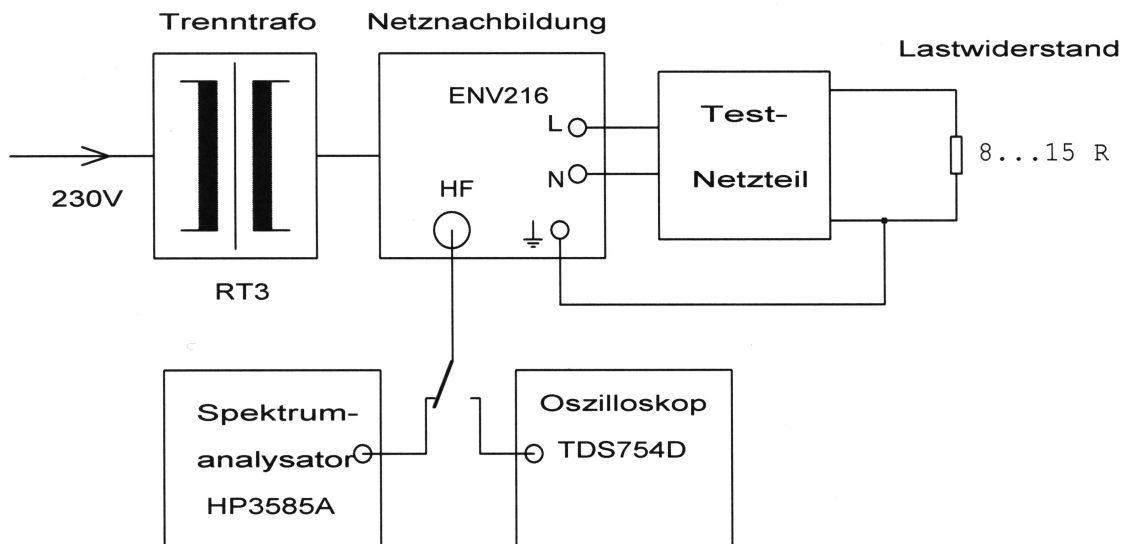 Trenntrafo
Netznachbildung
Lastwiderstand
ENV216
L
N
HF
Test-
Netzteil
8...15 R
230V
RT3
Spektrum-
analysator
HP3585A
Oszilloskop
TDS754D